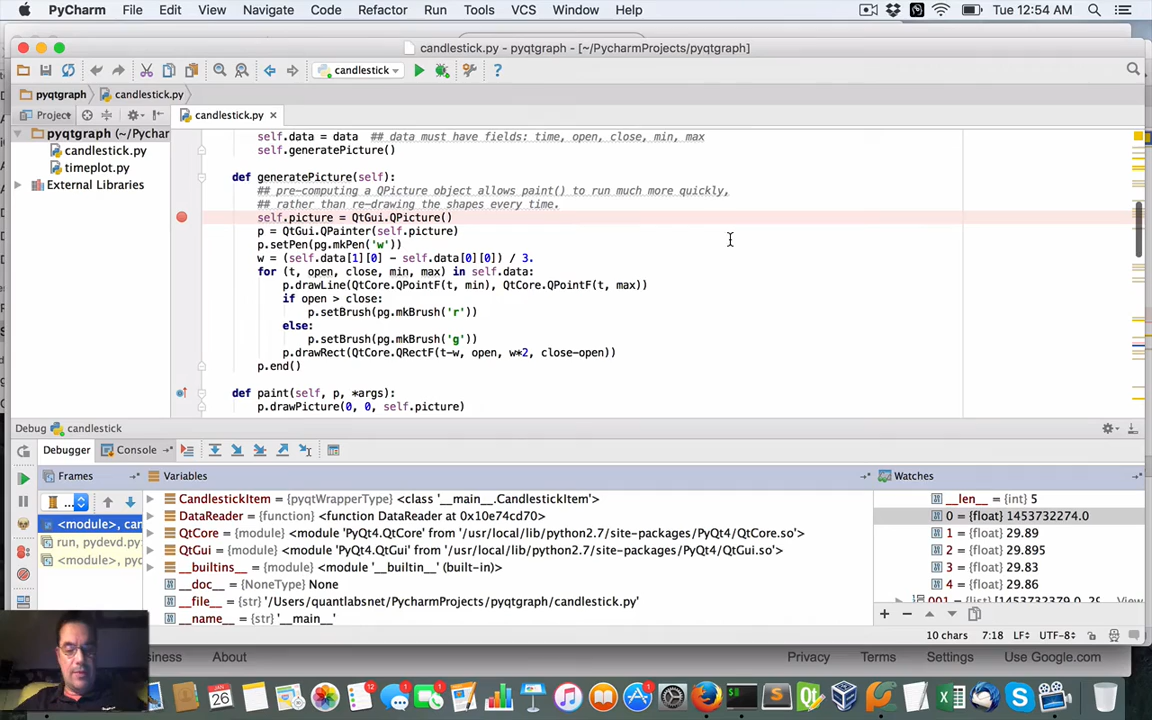 PyCharm File Edit View Navigate Code Refactor Run Tools VCS Window Help Tue 12:54 AM
candlestick.py - pyqtgraph - [~/PycharmProjects/pyqtgraph]
candlestick
pyqtgraph candlestick.py
Project candlestick.py
pyqtgraph (~/Pychar
candlestick.py
timeplot.py
External Libraries
self.data = data ## data must have fields: time, open, close, min, max
self.generatePicture()
def generatePicture(self):
## pre-computing a QPicture object allows paint() to run much more quickly,
## rather than re-drawing the shapes every time.
self.picture = QtGui.QPicture()
p = QtGui.QPainter(self.picture)
p.setPen(pg.mkPen('w'))
w = (self.data[1][0] - self.data[0][0]) / 3.
for (t, open, close, min, max) in self.data:
p.drawLine(QtCore.QPointF(t, min), QtCore.QPointF(t, max))
if open > close:
p.setBrush(pg.mkBrush('r'))
else:
p.setBrush(pg.mkBrush('g'))
p.drawRect(QtCore.QRectF(t-w, open, w*2, close-open))
p.end()
def paint(self, p, *args):
p.drawPicture(0, 0, self.picture)
Debug candlestick
Debugger Console
Frames Variables Watches
<module>, can
run, pydevd.py
<module>, pyc
CandlestickItem = {pyqtWrapperType} <class '__main__.CandlestickItem'>
DataReader = {function} <function DataReader at 0x10e74cd70>
QtCore = {module} <module 'PyQt4.QtCore' from '/usr/local/lib/python2.7/site-packages/PyQt4/QtCore.so'>
QtGui = {module} <module 'PyQt4.QtGui' from '/usr/local/lib/python2.7/site-packages/PyQt4/QtGui.so'>
__builtins__ = {module} <module '__builtin__' (built-in)>
__doc__ = {NoneType} None
__file__ = {str} '/Users/quantlabsnet/PycharmProjects/pyqtgraph/candlestick.py'
__name__ = {str} '__main__'
__len__ = {int} 5
0 = {float} 1453732274.0
1 = {float} 29.89
2 = {float} 29.895
3 = {float} 29.83
4 = {float} 29.86
10 chars 7:18 LF UTF-8
About Privacy Terms Settings Use Google.com